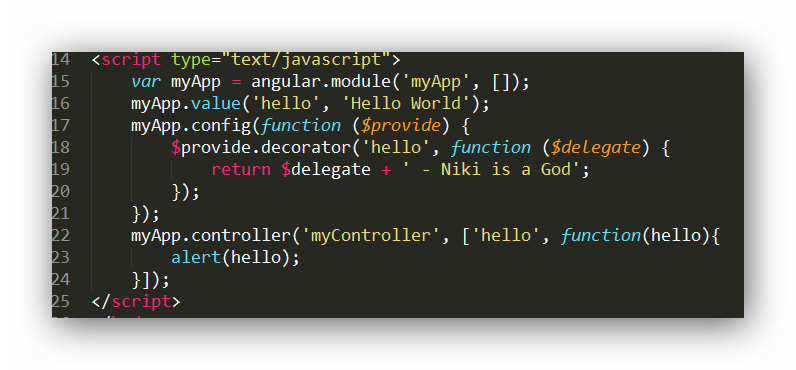 14 <script type="text/javascript">
15     var myApp = angular.module('myApp', []);
16     myApp.value('hello', 'Hello World');
17     myApp.config(function ($provide) {
18         $provide.decorator('hello', function ($delegate) {
19             return $delegate + ' - Niki is a God';
20         });
21     });
22     myApp.controller('myController', ['hello', function(hello){
23         alert(hello);
24     }]);
25 </script>